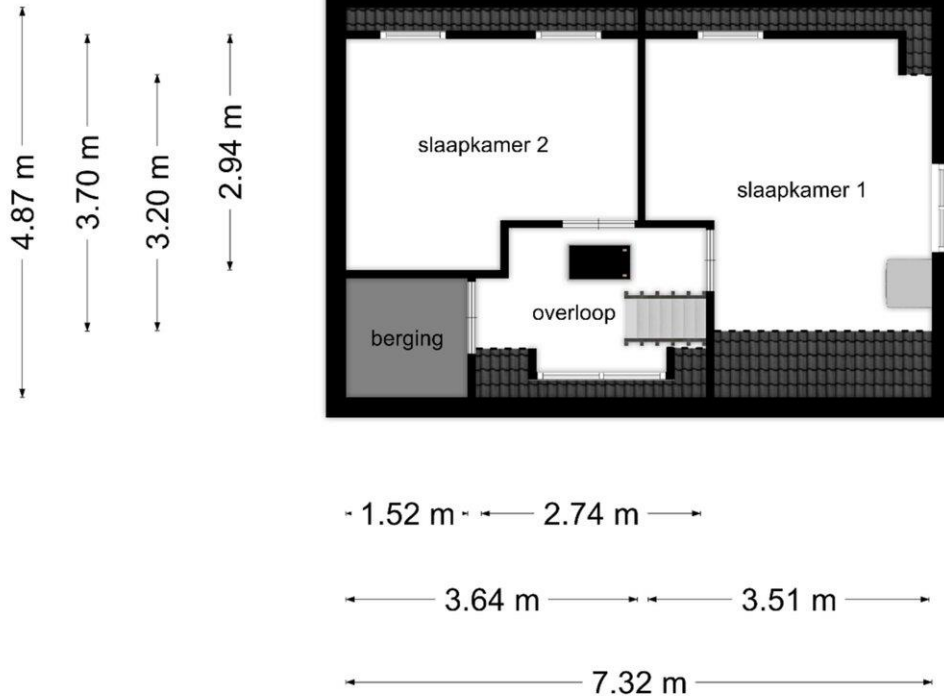 4.87 m
3.70 m
3.20 m
2.94 m
slaapkamer 2
slaapkamer 1
overloop
berging
1.52 m
2.74 m
3.64 m
3.51 m
7.32 m